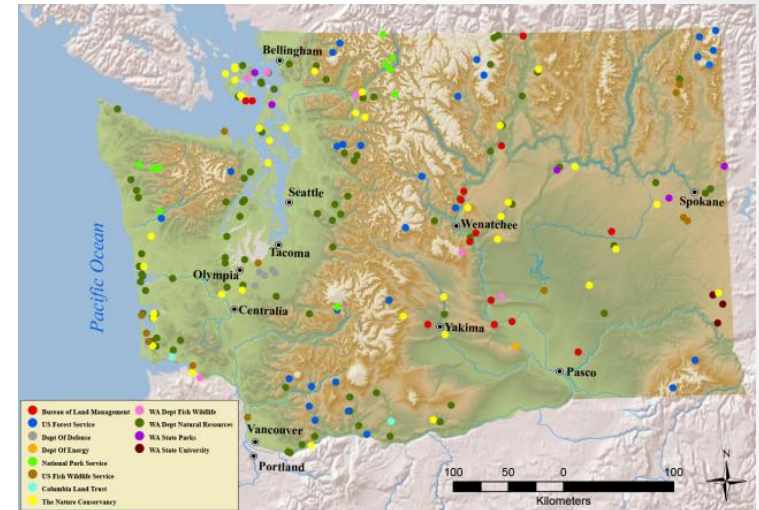 Bellingham
Seattle
Spokane
Wenatchee
Pacific Ocean
Tacoma
Olympia
Centralia
Yakima
Pasco
Vancouver
Portland
Bureau of Land Management
US Forest Service
Dept Of Defense
Dept Of Energy
National Park Service
US Fish Wildlife Service
Columbia Land Trust
The Nature Conservancy
WA Dept Fish Wildlife
WA Dept Natural Resources
WA State Parks
WA State University
100 50 0 100
Kilometers
N